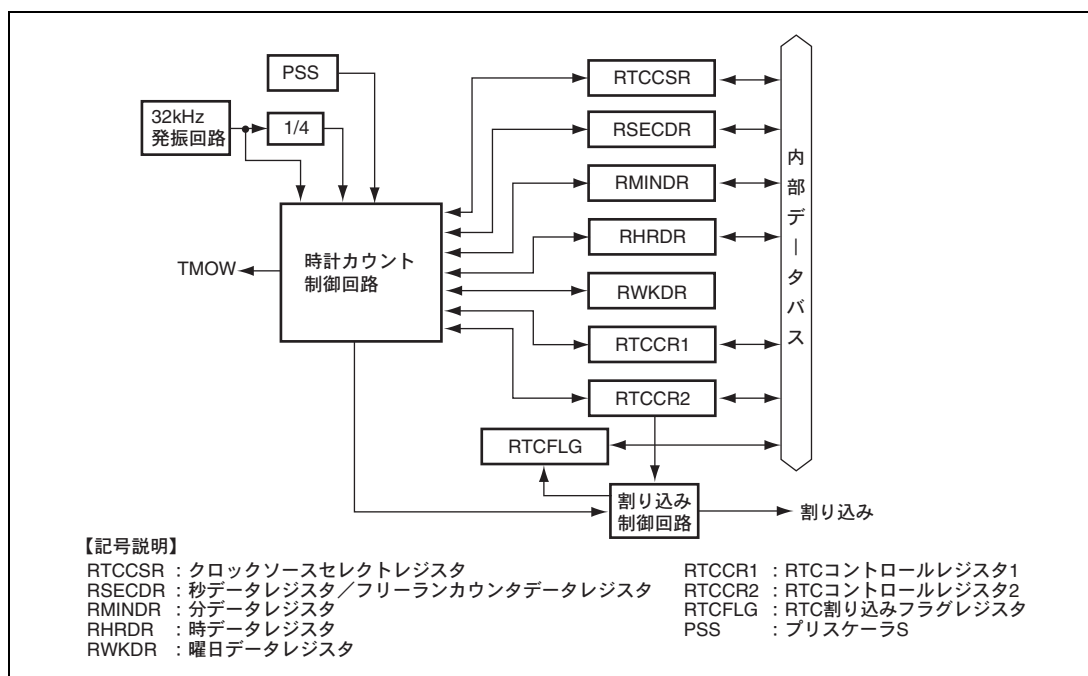 PSS
32kHz
発振回路
1/4
RTCCSR
RSECDR
RMINDR
RHRDR
RWKDR
RTCCR1
RTCCR2
RTCFLG
時計カウント
制御回路
TMOW
内部データバス
割り込み
制御回路
割り込み
【記号説明】
RTCCSR : クロックソースセレクトレジスタ
RSECDR : 秒データレジスタ／フリーランカウンタデータレジスタ
RMINDR : 分データレジスタ
RHRDR : 時データレジスタ
RWKDR : 曜日データレジスタ
RTCCR1 : RTCコントロールレジスタ1
RTCCR2 : RTCコントロールレジスタ2
RTCFLG : RTC割り込みフラグレジスタ
PSS : プリスケーラS